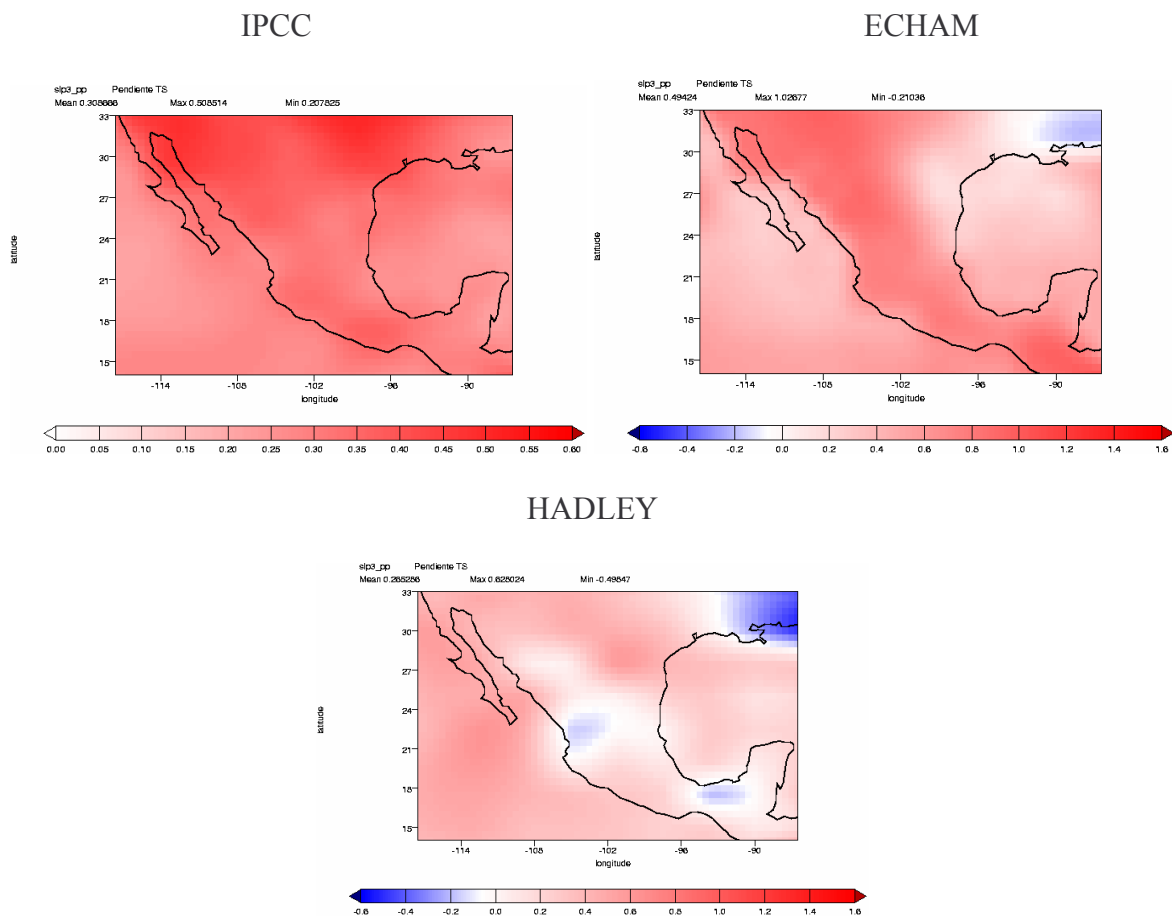 IPCC
ECHAM
slp3_pp Pendiente TS
Mean Max 0.508514 Min 0.207825
33
30
27
24
21
18
15
latitude
-114 -108 -102 -96 -90
longitude
0.00 0.05 0.10 0.15 0.20 0.25 0.30 0.35 0.40 0.45 0.50 0.55 0.60
slp3_pp Pendiente TS
Mean 0.49424 Max 1.02677 Min -0.21036
33
30
27
24
21
18
15
latitude
-114 -108 -102 -96 -90
longitude
-0.6 -0.4 -0.2 0.0 0.2 0.4 0.6 0.8 1.0 1.2 1.4 1.6
HADLEY
slp3_pp Pendiente TS
Mean 0.265256 Max 0.625024 Min -0.49847
33
30
27
24
21
18
15
latitude
-114 -108 -102 -96 -90
longitude
-0.6 -0.4 -0.2 0.0 0.2 0.4 0.6 0.8 1.0 1.2 1.4 1.6